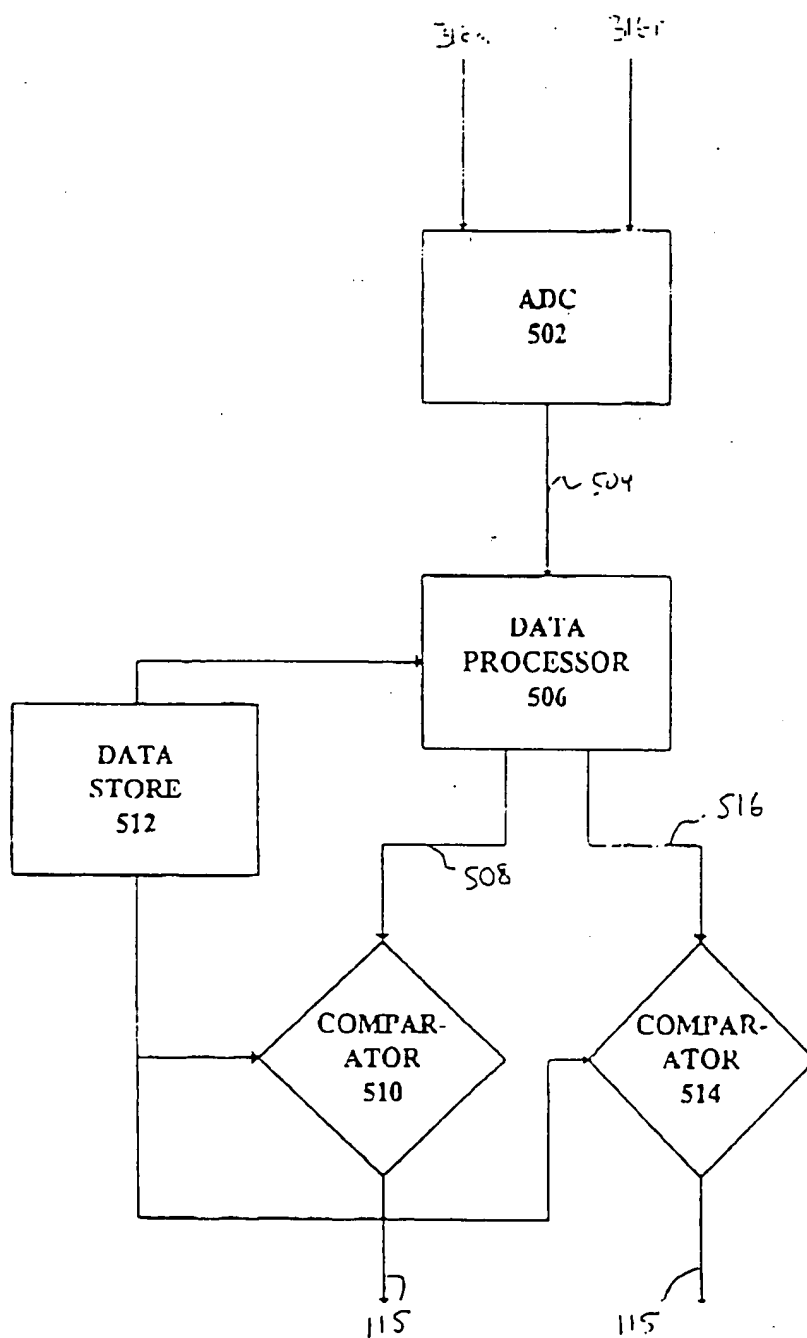 ADC
502
504
DATA
PROCESSOR
506
DATA
STORE
512
508
516
COMPAR-
ATOR
510
COMPAR-
ATOR
514
115
115